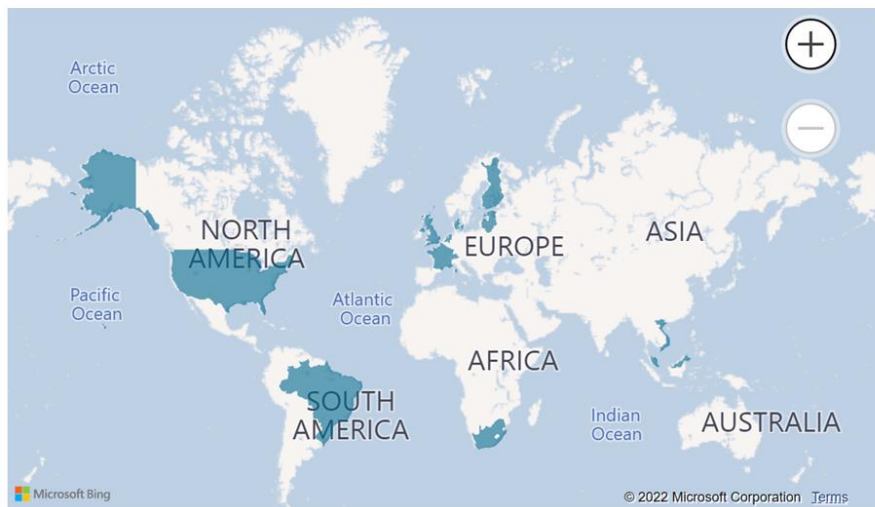 Arctic
Ocean
NORTH
AMERICA
EUROPE
ASIA
Pacific
Ocean
Atlantic
Ocean
AFRICA
SOUTH
AMERICA
Indian
Ocean
AUSTRALIA
Microsoft Bing
© 2022 Microsoft Corporation Terms